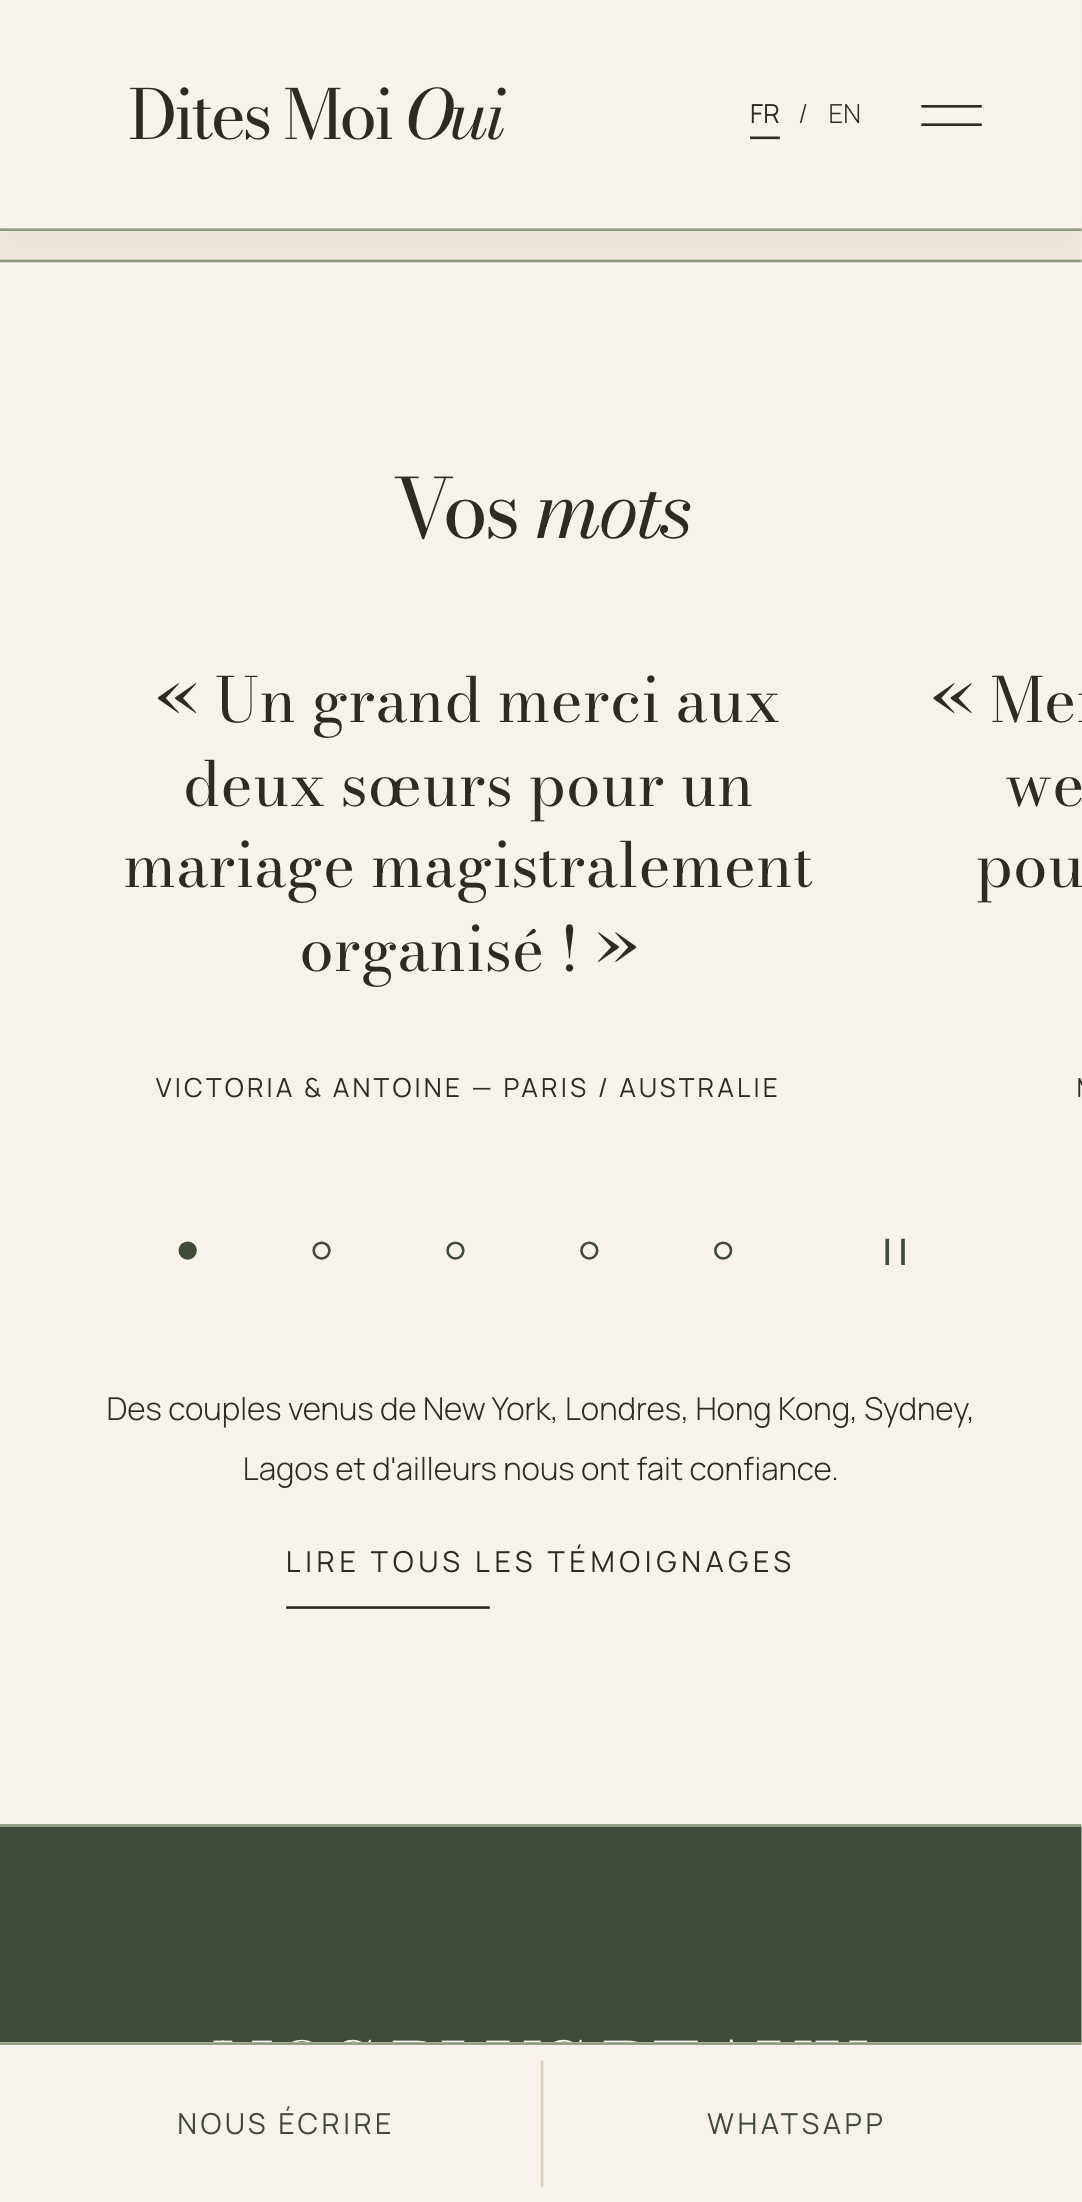 Dites Moi Oui
FR / EN
Vos mots
« Un grand merci aux
deux sœurs pour un
mariage magistralement
organisé ! »
VICTORIA & ANTOINE — PARIS / AUSTRALIE
Des couples venus de New York, Londres, Hong Kong, Sydney,
Lagos et d'ailleurs nous ont fait confiance.
LIRE TOUS LES TÉMOIGNAGES
NOUS ÉCRIRE
WHATSAPP